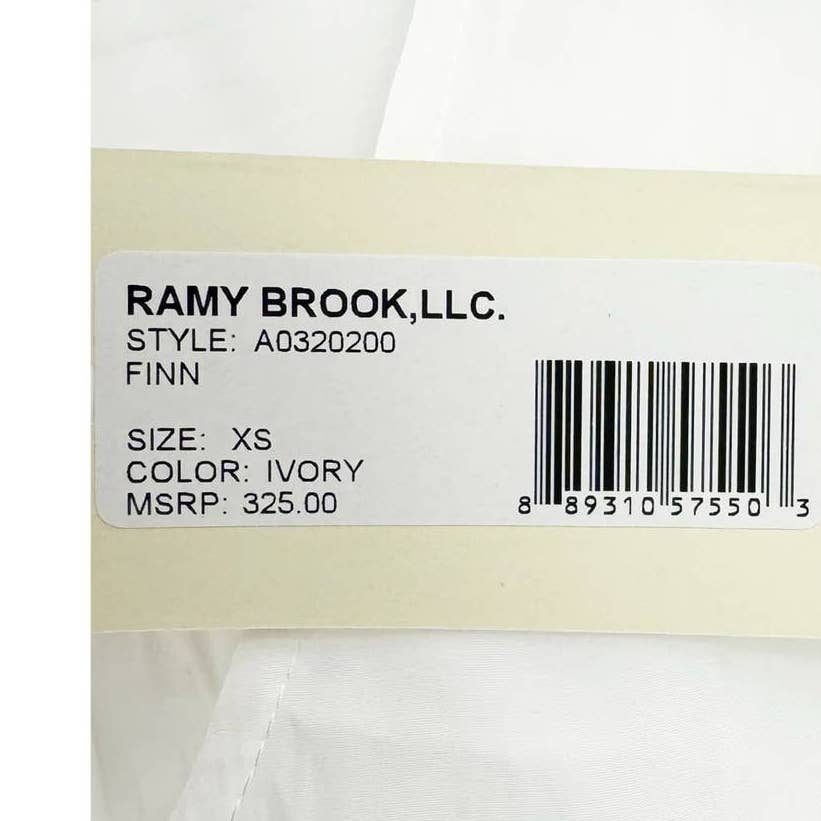 RAMY BROOK,LLC.
STYLE: A0320200
FINN
SIZE: XS
COLOR: IVORY
MSRP: 325.00
8 89310 57550 3